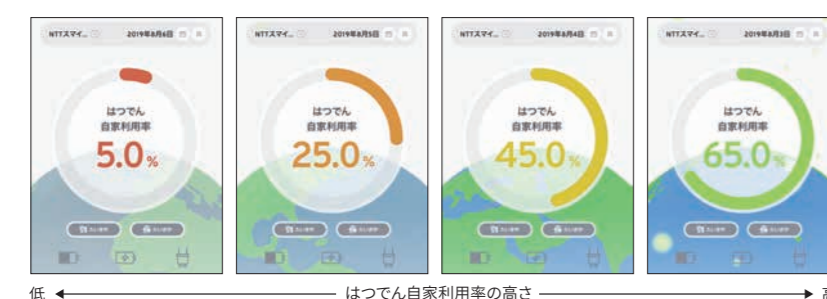 NTTスマイ... 2019年8月6日
はつでん
自家利用率
5.0%
NTTスマイ... 2019年8月5日
はつでん
自家利用率
25.0%
NTTスマイ... 2019年8月4日
はつでん
自家利用率
45.0%
NTTスマイ... 2019年8月3日
はつでん
自家利用率
65.0%
低 はつでん自家利用率の高さ 高